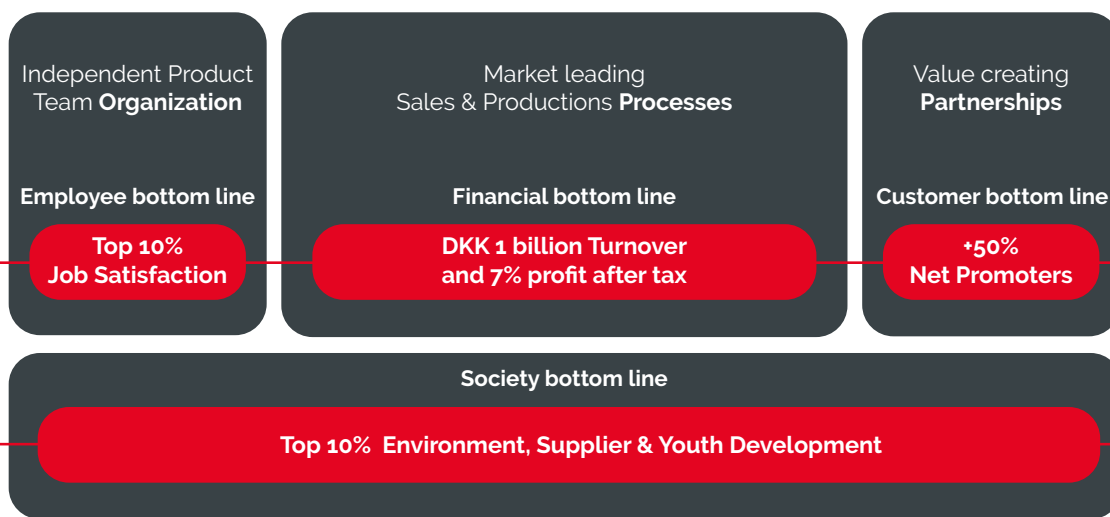 Independent Product
Team Organization
Employee bottom line
Top 10%
Job Satisfaction
Market leading
Sales & Productions Processes
Financial bottom line
DKK 1 billion Turnover
and 7% profit after tax
Value creating
Partnerships
Customer bottom line
+50%
Net Promoters
Society bottom line
Top 10% Environment, Supplier & Youth Development